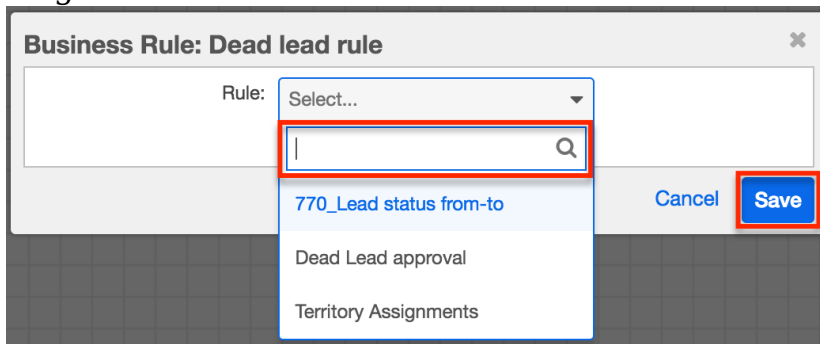 Business Rule: Dead lead rule
Rule: Select...
770_Lead status from-to
Cancel Save
Dead Lead approval
Territory Assignments